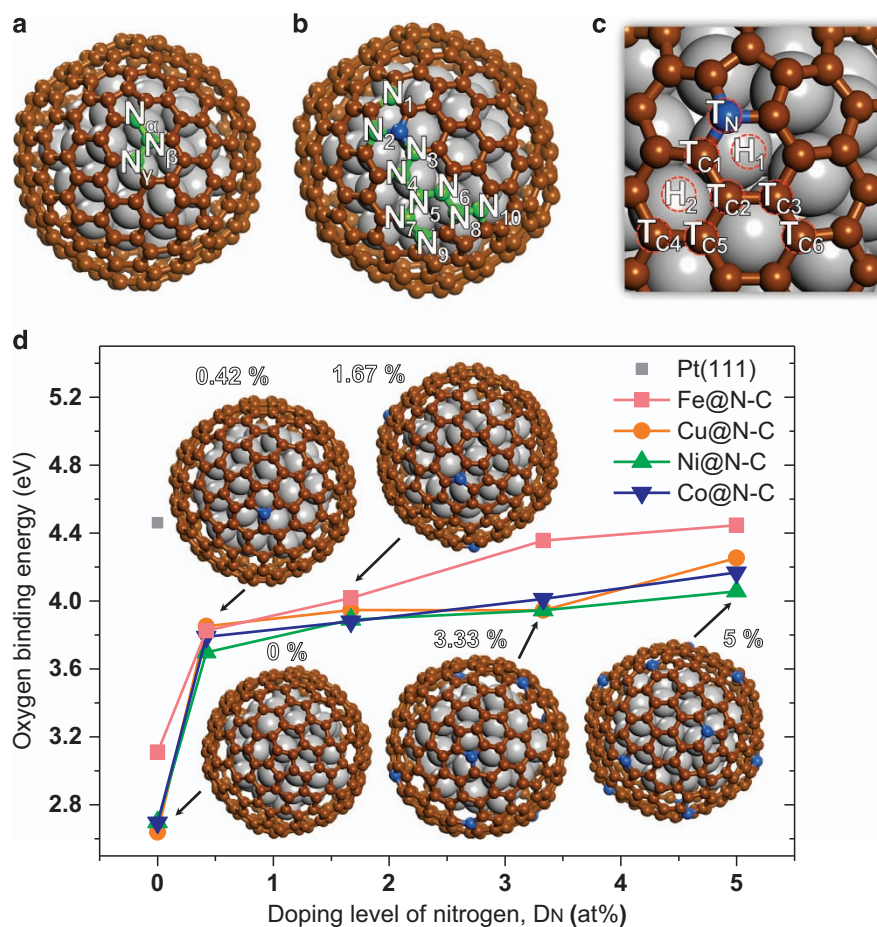 a
b
c
Nα
Nβ
Nγ
N1
N2
N3
N4
N5
N6
N7
N8
N9
N10
TN
H1
TC1
H2
TC2
TC3
TC4
TC5
TC6
d
0.42 %
1.67 %
Pt(111)
Fe@N-C
Cu@N-C
Ni@N-C
Co@N-C
0 %
3.33 %
5 %
5.2
4.8
4.4
4.0
3.6
3.2
2.8
Oxygen binding energy (eV)
0 1 2 3 4 5
Doping level of nitrogen, DN (at%)